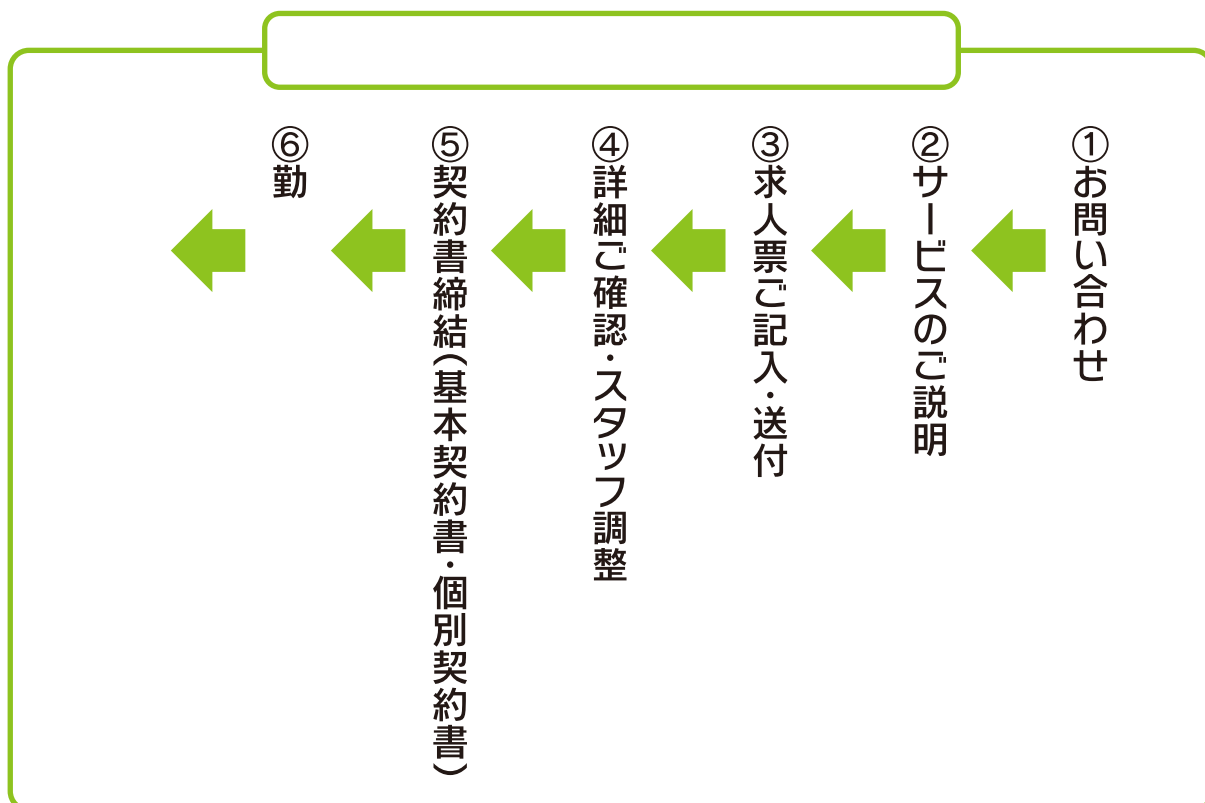 ①お問い合わせ
②サービスのご説明
③求人票ご記入・送付
④詳細ご確認・スタッフ調整
⑤契約書締結（基本契約書・個別契約書）
⑥勤